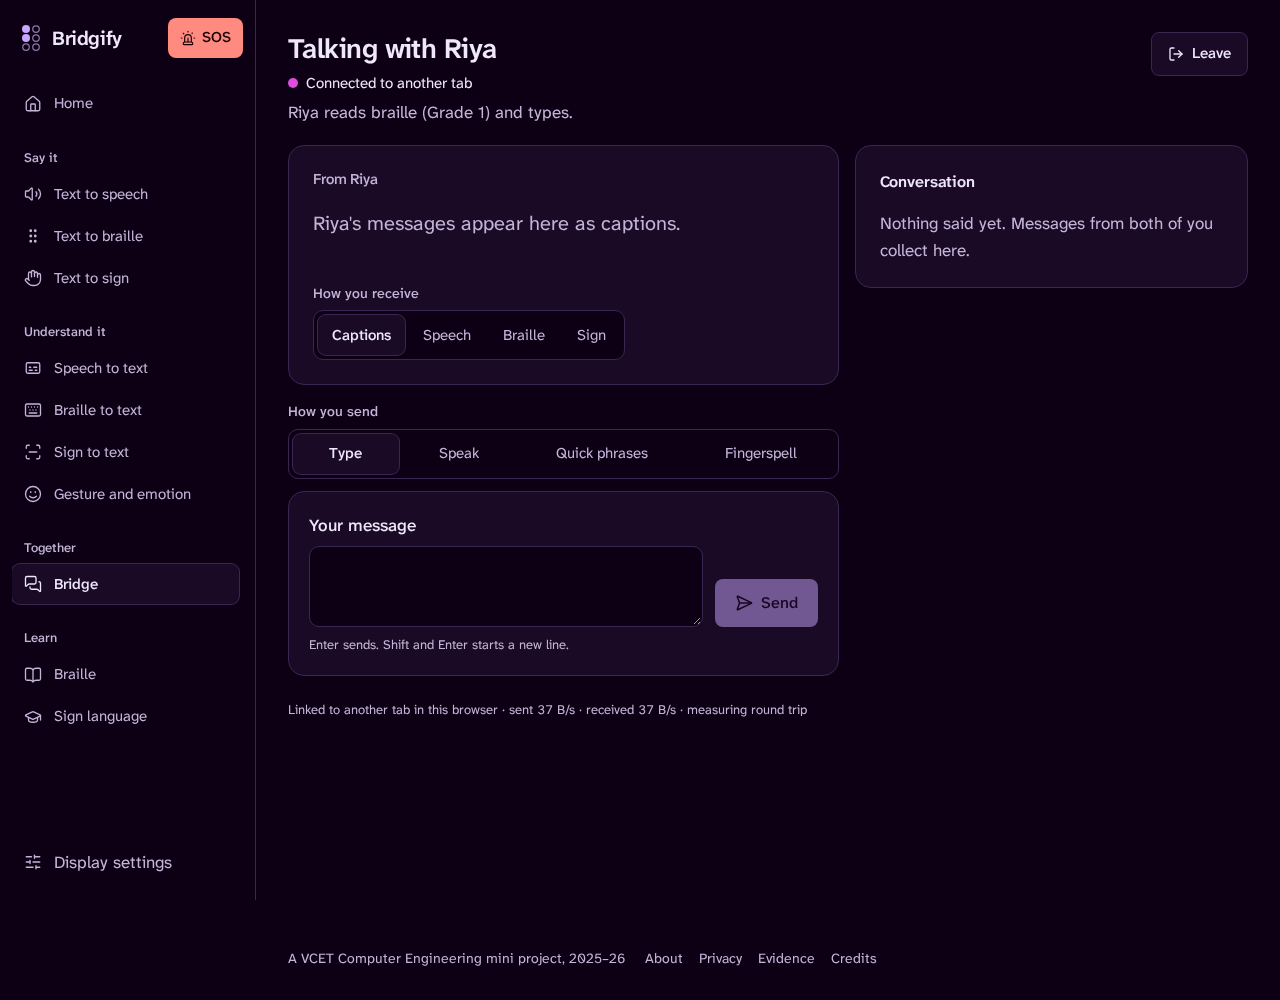 Bridgify
SOS
Home
Say it
Text to speech
Text to braille
Text to sign
Understand it
Speech to text
Braille to text
Sign to text
Gesture and emotion
Together
Bridge
Learn
Braille
Sign language
Display settings
Talking with Riya
Connected to another tab
Riya reads braille (Grade 1) and types.
Leave
From Riya
Riya's messages appear here as captions.
How you receive
Captions Speech Braille Sign
How you send
Type Speak Quick phrases Fingerspell
Your message
Send
Enter sends. Shift and Enter starts a new line.
Linked to another tab in this browser · sent 37 B/s · received 37 B/s · measuring round trip
Conversation
Nothing said yet. Messages from both of you
collect here.
A VCET Computer Engineering mini project, 2025–26 About Privacy Evidence Credits